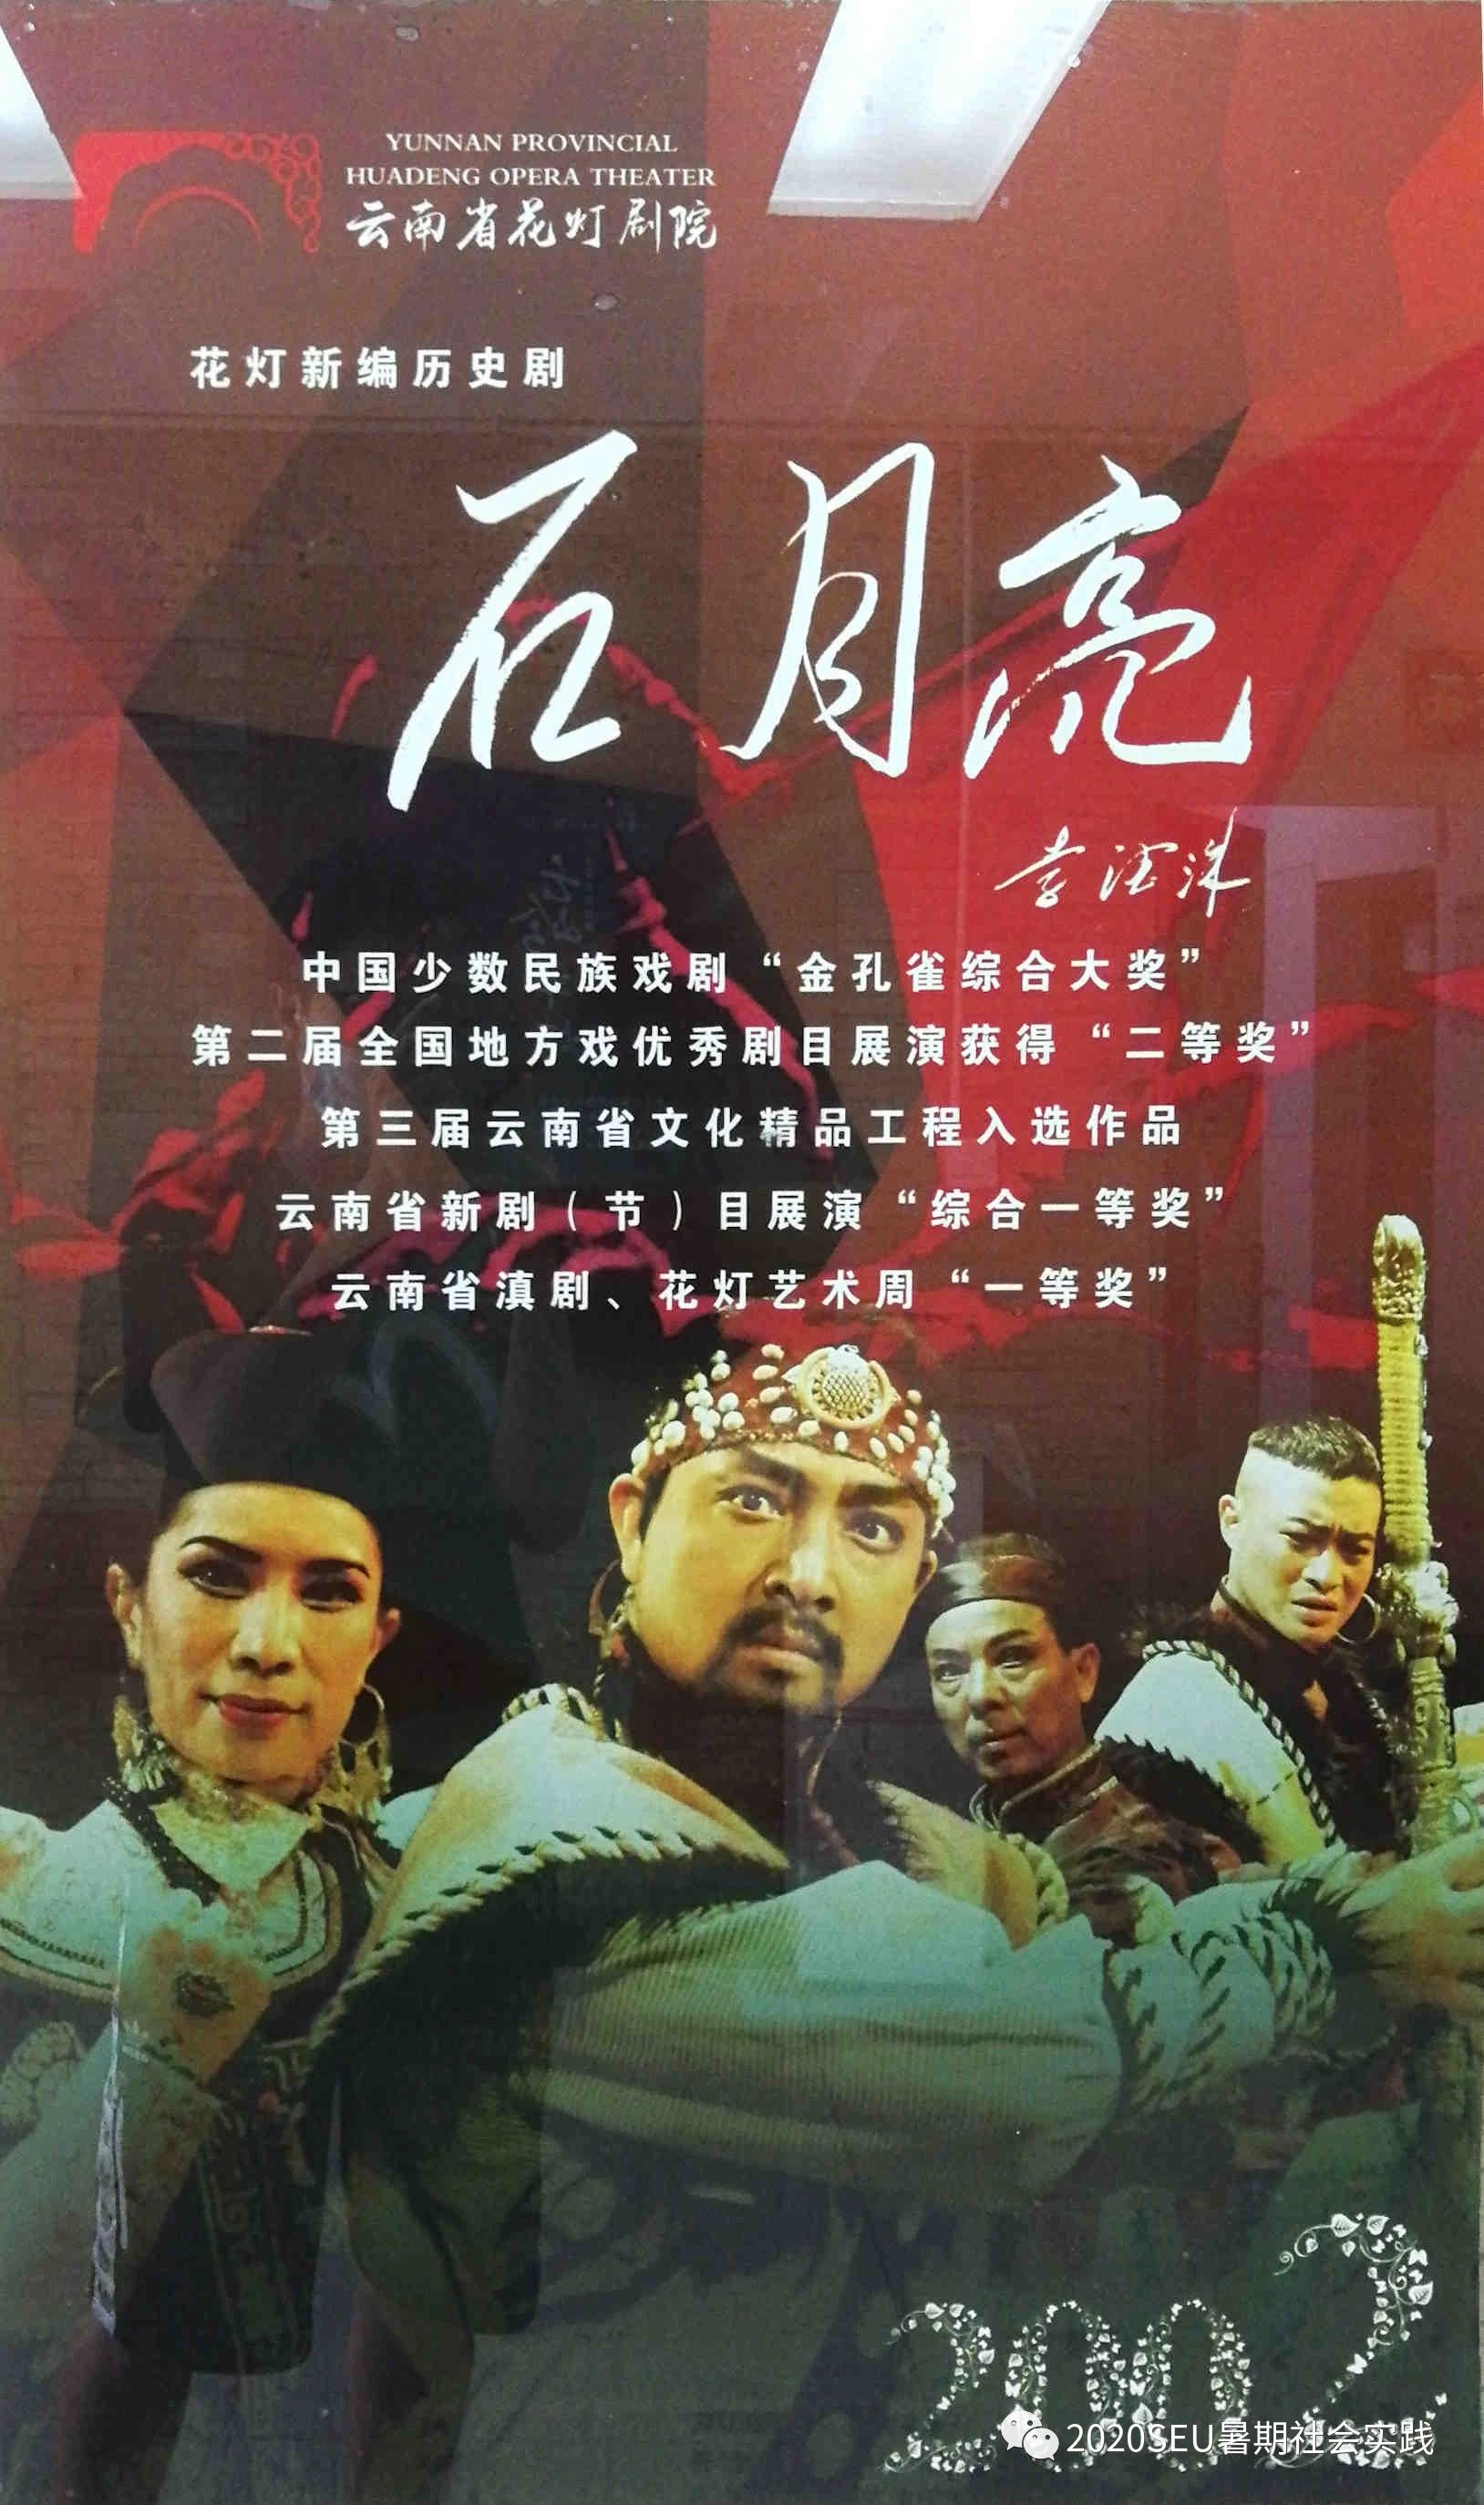 YUNNAN PROVINCIAL
HUADENG OPERA THEATER
云南省花灯剧院
花灯新编历史剧
石月亮
李德洙
中国少数民族戏剧“金孔雀综合大奖”
第二届全国地方戏优秀剧目展演获得“二等奖”
第三届云南省文化精品工程入选作品
云南省新剧（节）目展演“综合一等奖”
云南省滇剧、花灯艺术周“一等奖”
2002
2020SEU暑期社会实践